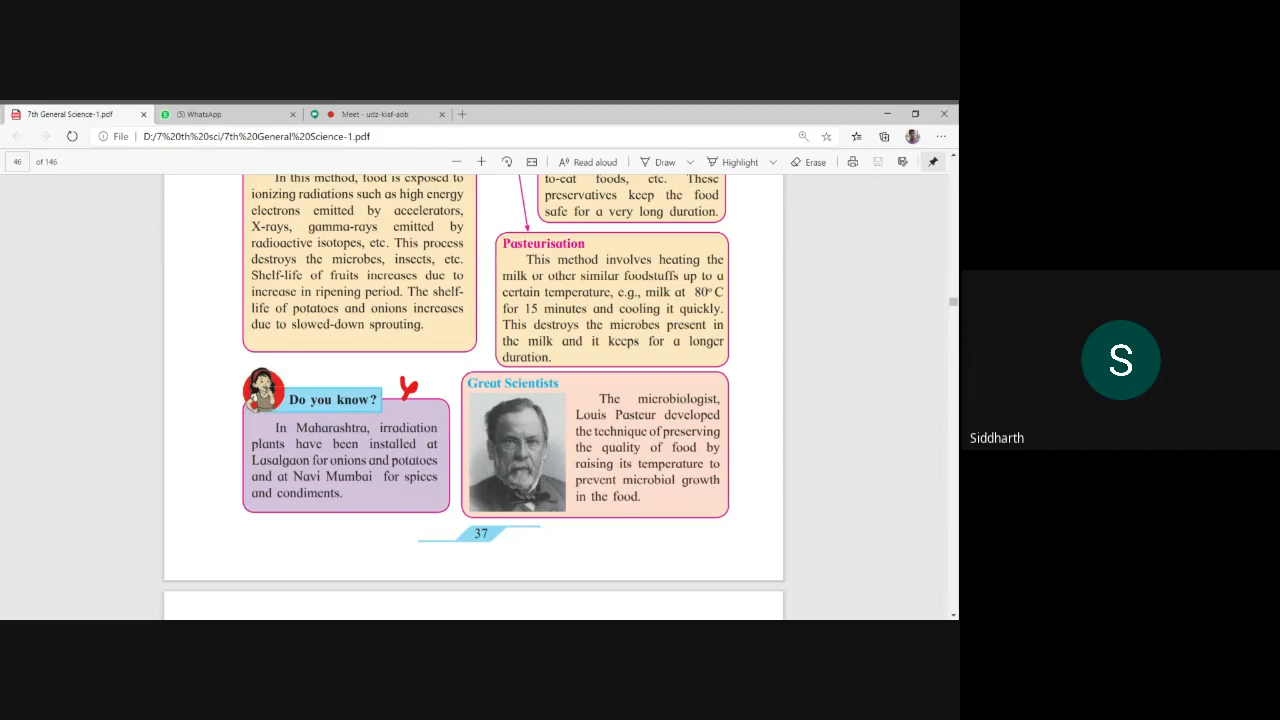 7th General Science-1.pdf
(5) WhatsApp
Meet - udz-kiaf-aob
File
D:/7%20th%20sci/7th%20General%20Science-1.pdf
46 of 146
Read aloud
Draw
Highlight
Erase
In this method, food is exposed to
ionizing radiations such as high energy
electrons emitted by accelerators,
X-rays, gamma-rays emitted by
radioactive isotopes, etc. This process
destroys the microbes, insects, etc.
Shelf-life of fruits increases due to
increase in ripening period. The shelf-
life of potatoes and onions increases
due to slowed-down sprouting.
to-eat foods, etc. These
preservatives keep the food
safe for a very long duration.
Pasteurisation
This method involves heating the
milk or other similar foodstuffs up to a
certain temperature, e.g., milk at 80° C
for 15 minutes and cooling it quickly.
This destroys the microbes present in
the milk and it keeps for a longer
duration.
Do you know?
In Maharashtra, irradiation
plants have been installed at
Lasalgaon for onions and potatoes
and at Navi Mumbai for spices
and condiments.
Great Scientists
The microbiologist,
Louis Pasteur developed
the technique of preserving
the quality of food by
raising its temperature to
prevent microbial growth
in the food.
37
S
Siddharth